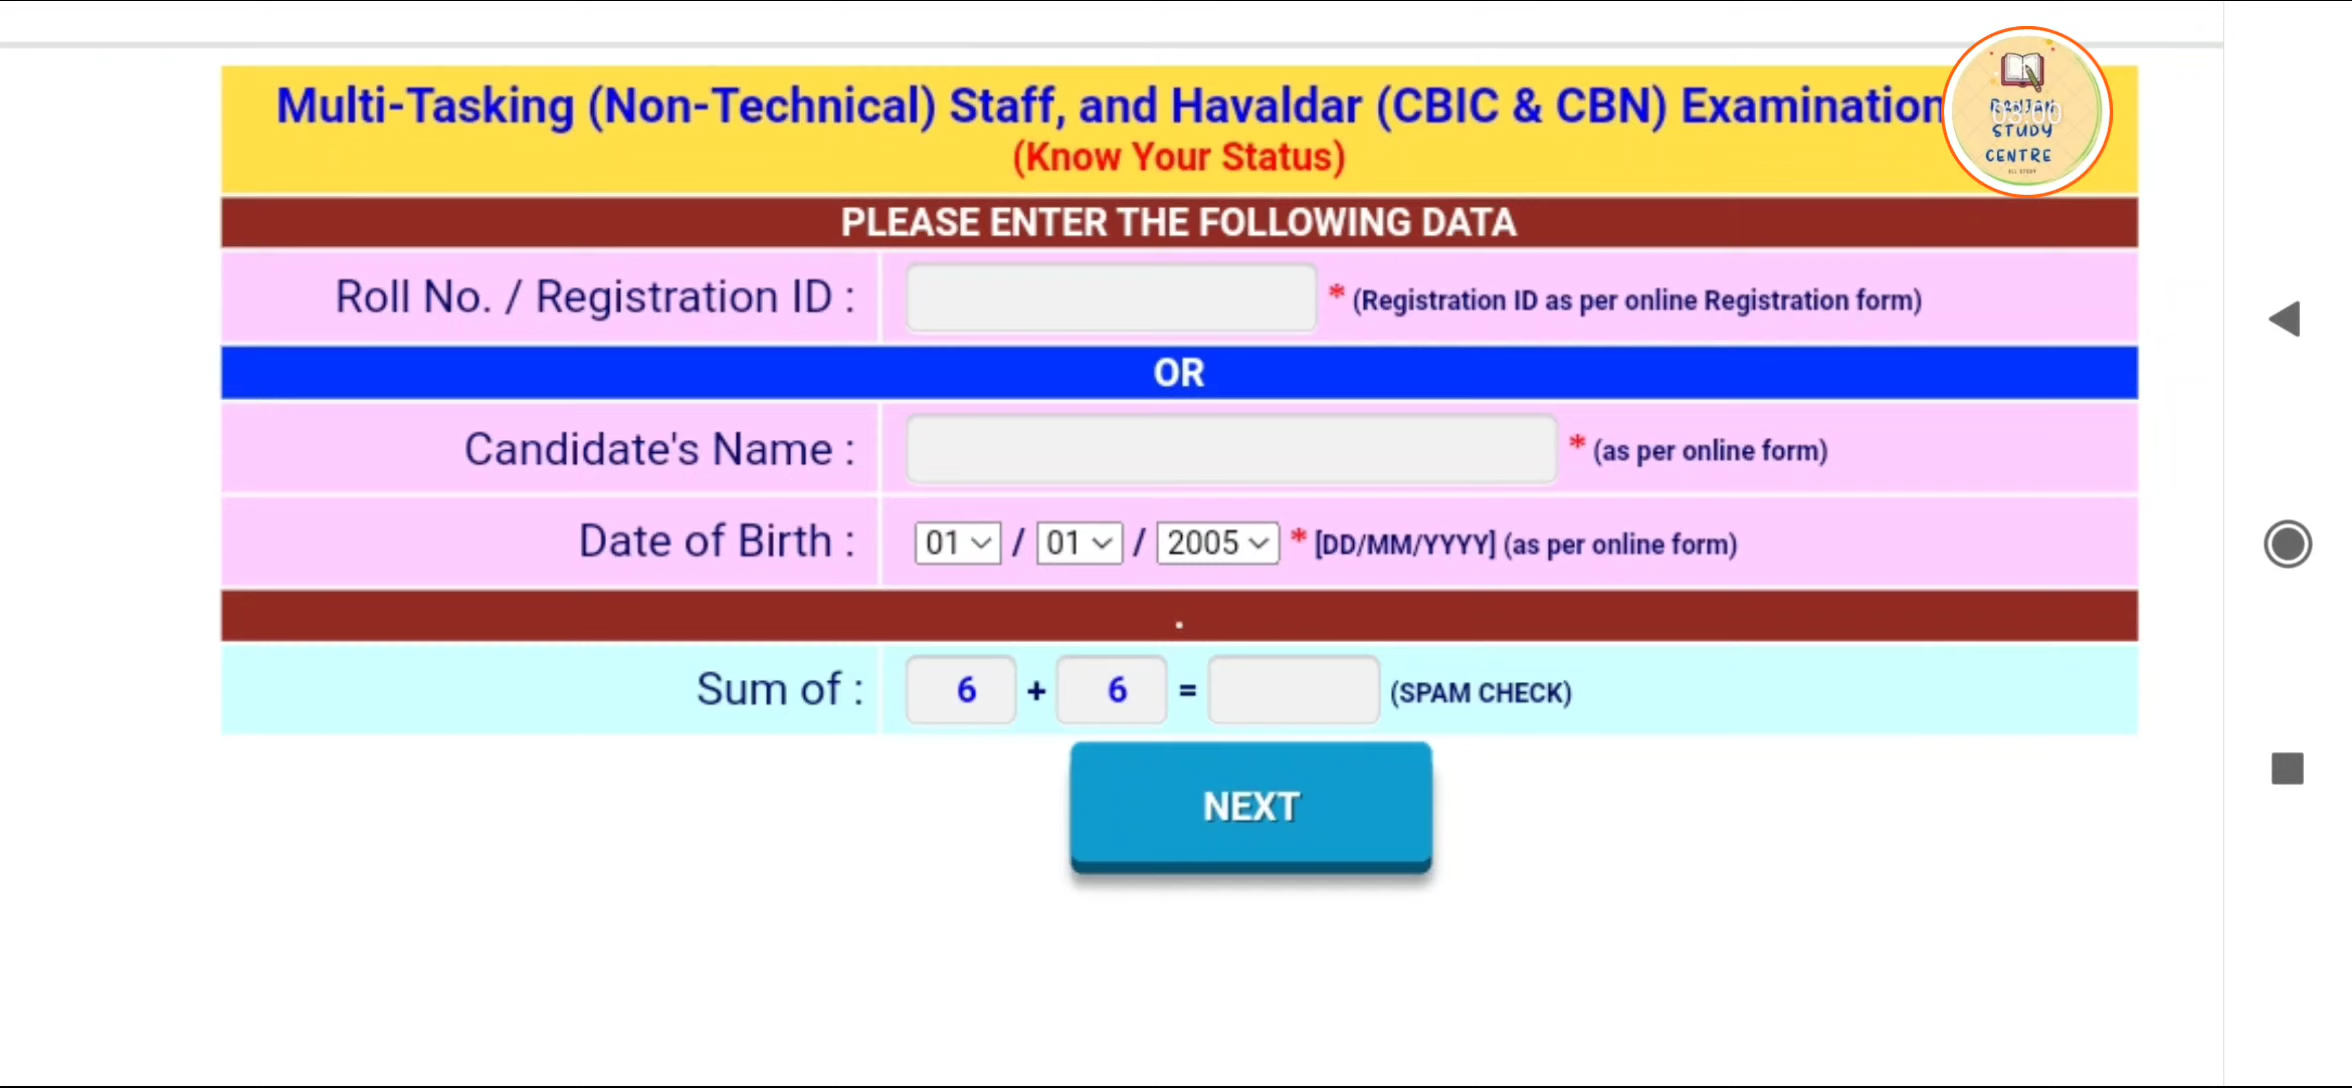 Multi-Tasking (Non-Technical) Staff, and Havaldar (CBIC & CBN) Examination
(Know Your Status)
STUDY
CENTRE
PLEASE ENTER THE FOLLOWING DATA
Roll No. / Registration ID : * (Registration ID as per online Registration form)
OR
Candidate's Name : * (as per online form)
Date of Birth : 01 / 01 / 2005 * [DD/MM/YYYY] (as per online form)
.
Sum of : 6 + 6 = (SPAM CHECK)
NEXT